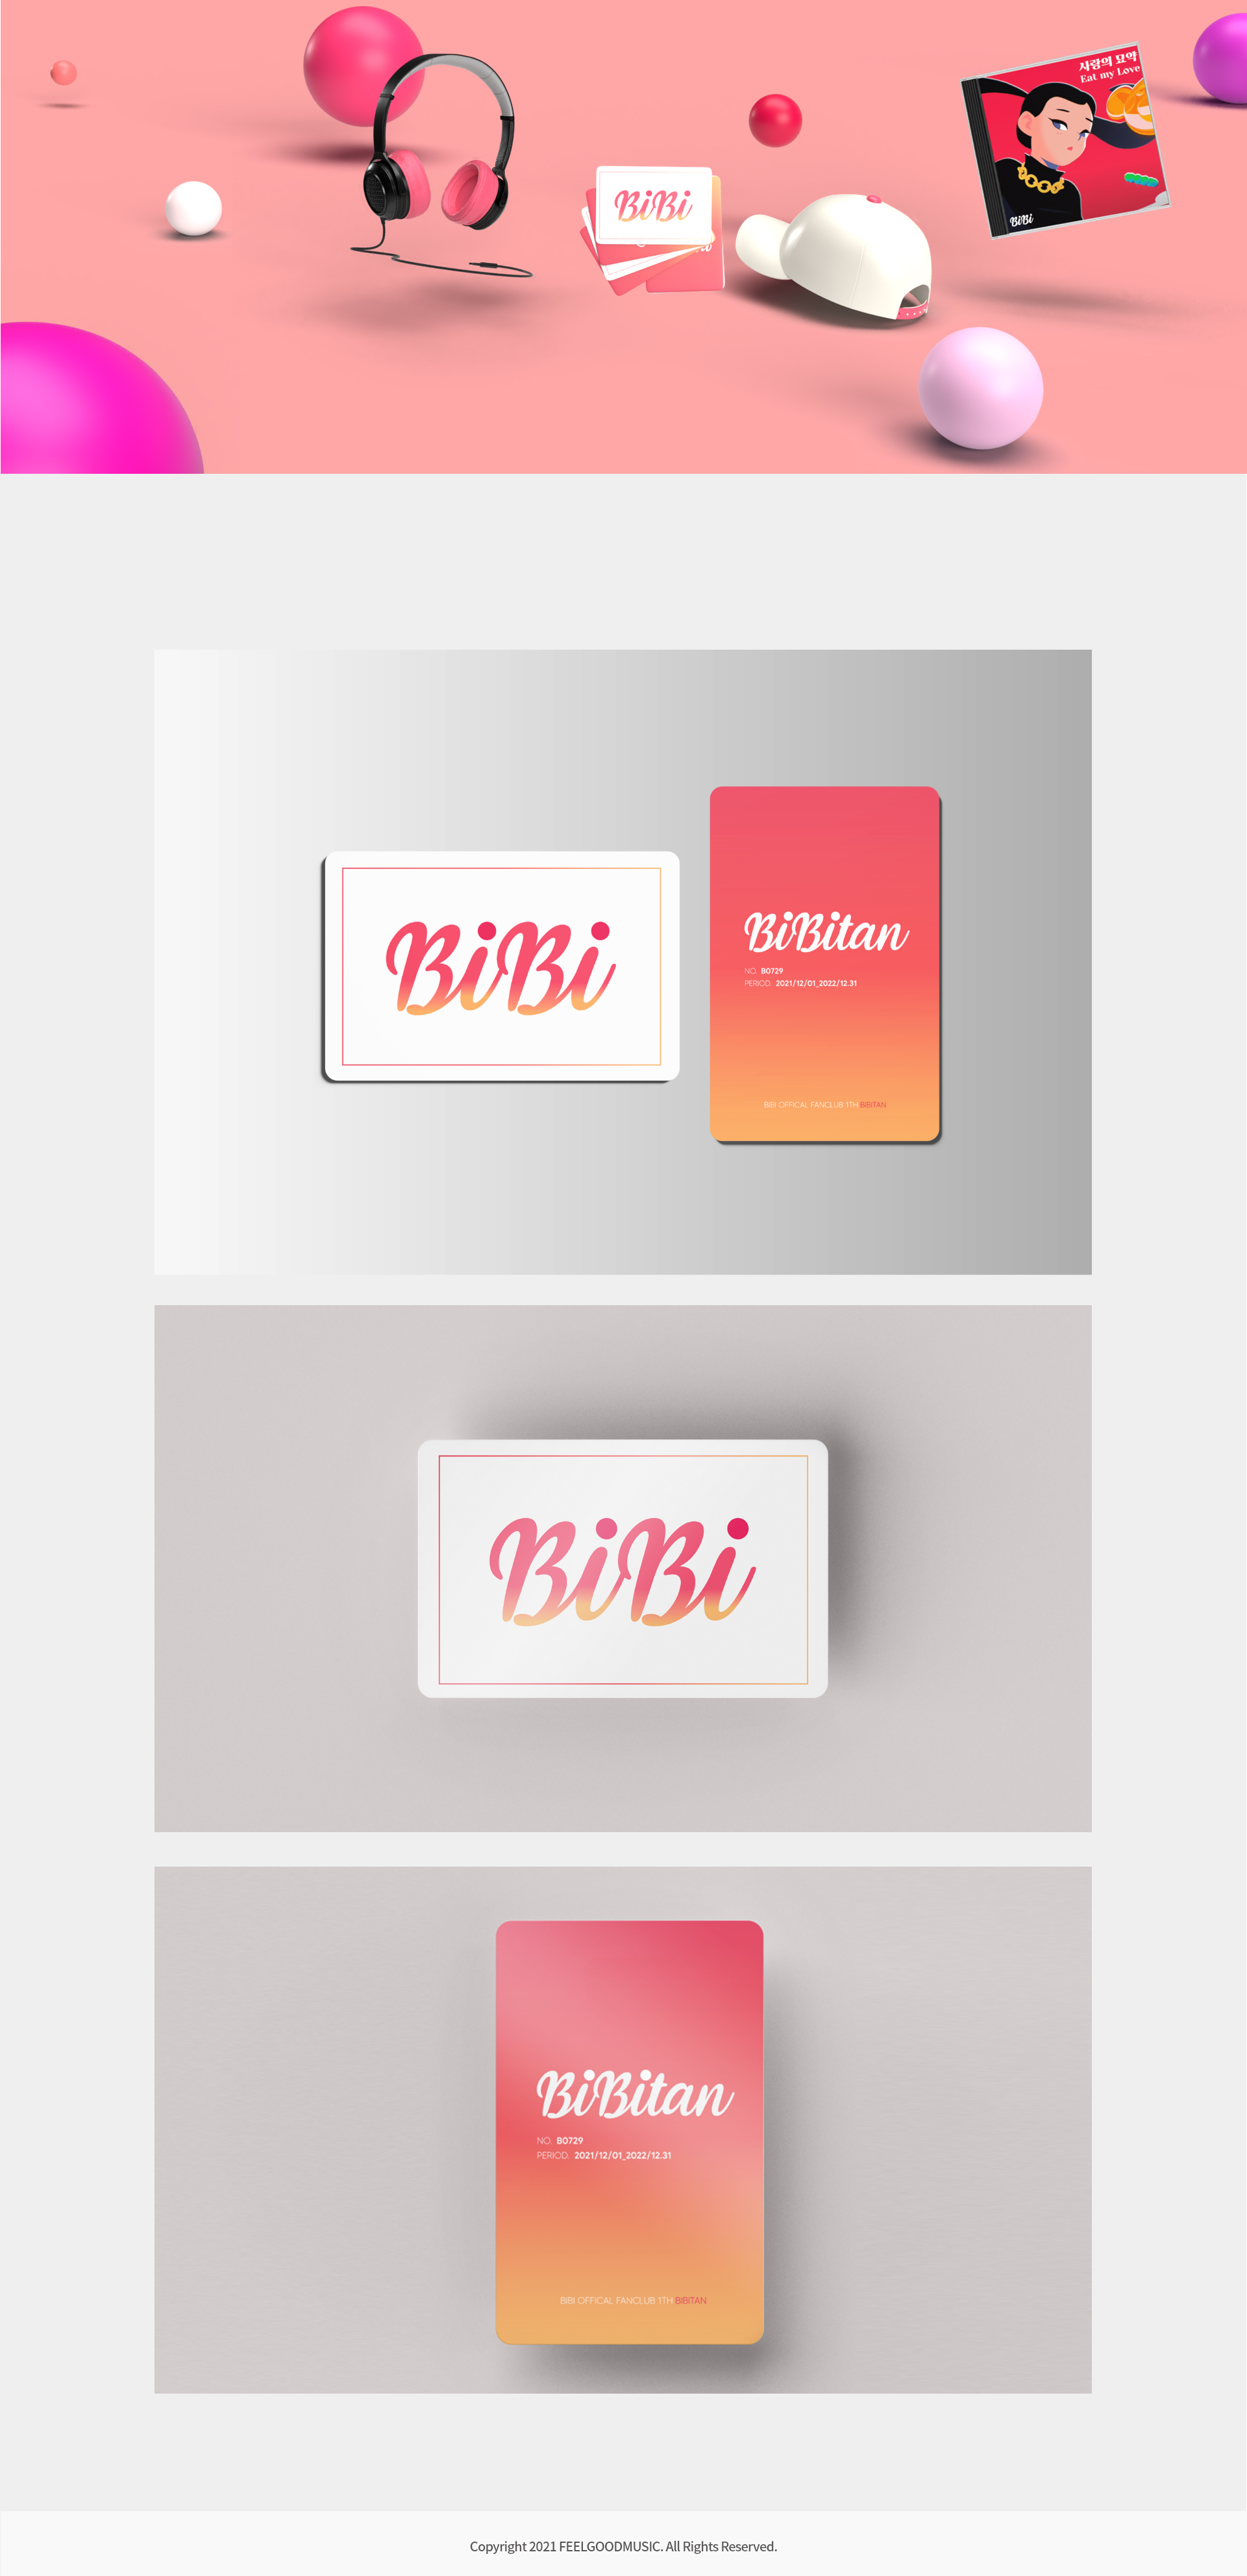 사랑의 묘약
Eat my Love
BiBi
BiBi
BiBi
BiBitan
NO. B0729
PERIOD. 2021/12/01_2022/12.31
BIBI OFFICAL FANCLUB 1TH BIBITAN
BiBi
BiBitan
NO. B0729
PERIOD. 2021/12/01_2022/12.31
BIBI OFFICAL FANCLUB 1TH BIBITAN
Copyright 2021 FEELGOODMUSIC. All Rights Reserved.